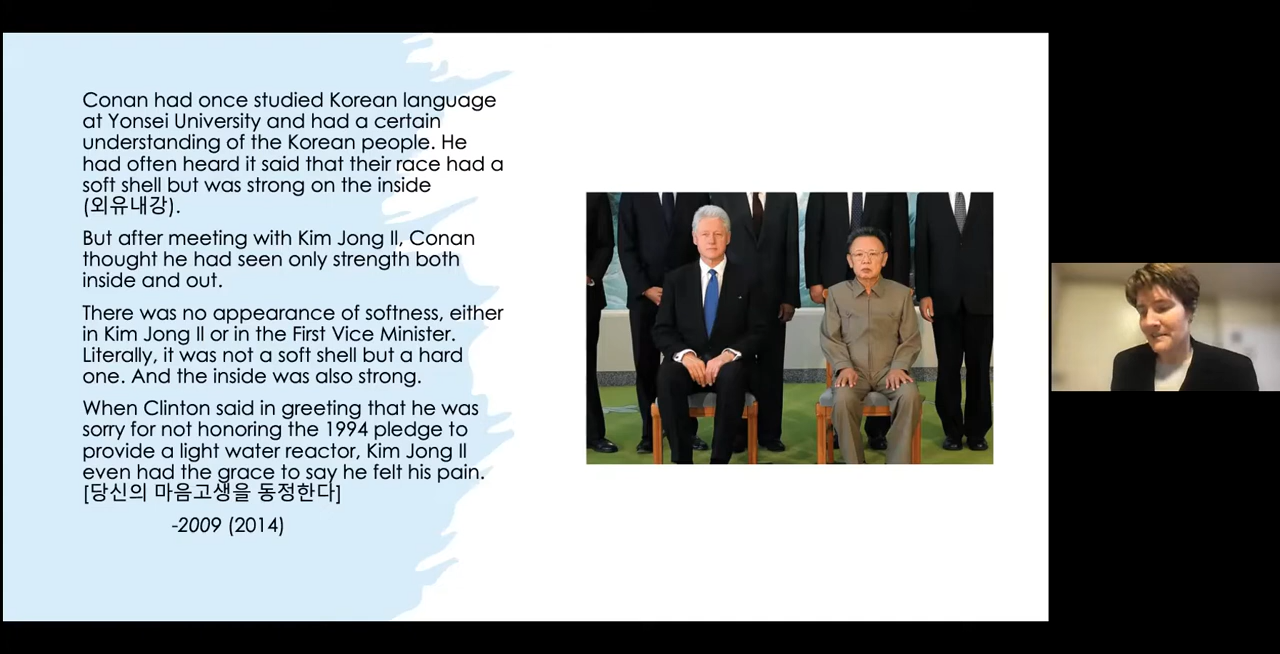 Conan had once studied Korean language
at Yonsei University and had a certain
understanding of the Korean people. He
had often heard it said that their race had a
soft shell but was strong on the inside
(외유내강).
But after meeting with Kim Jong Il, Conan
thought he had seen only strength both
inside and out.
There was no appearance of softness, either
in Kim Jong Il or in the First Vice Minister.
Literally, it was not a soft shell but a hard
one. And the inside was also strong.
When Clinton said in greeting that he was
sorry for not honoring the 1994 pledge to
provide a light water reactor, Kim Jong Il
even had the grace to say he felt his pain.
[당신의 마음고생을 동정한다]
-2009 (2014)